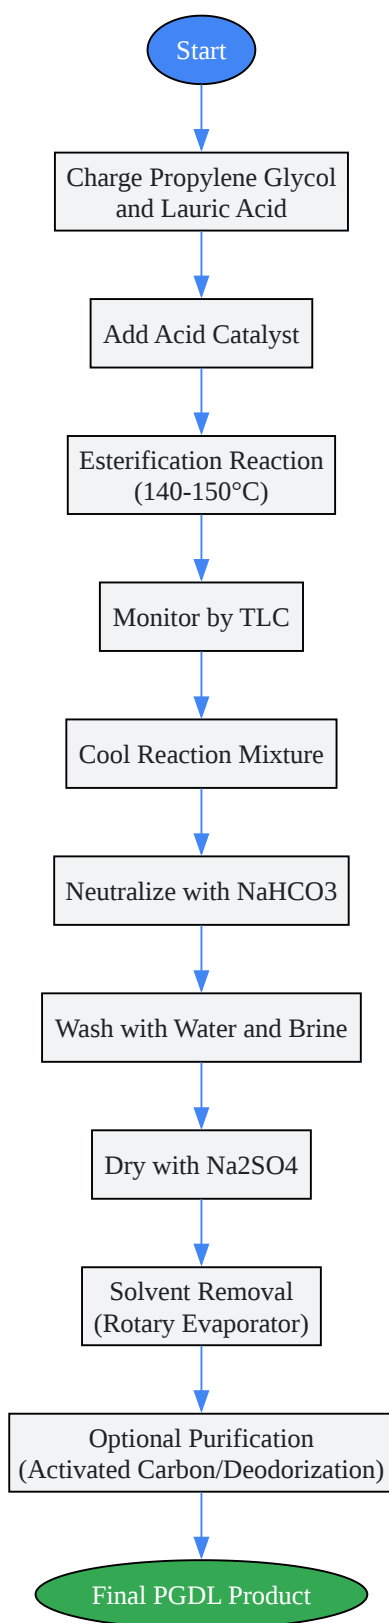 Start
Charge Propylene Glycol
and Lauric Acid
Add Acid Catalyst
Esterification Reaction
(140-150°C)
Monitor by TLC
Cool Reaction Mixture
Neutralize with NaHCO3
Wash with Water and Brine
Dry with Na2SO4
Solvent Removal
(Rotary Evaporator)
Optional Purification
(Activated Carbon/Deodorization)
Final PGDL Product